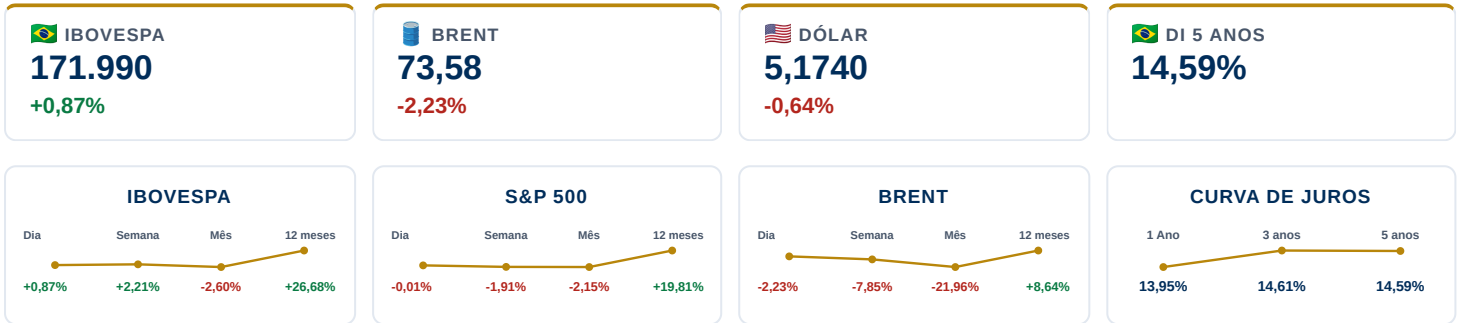 IBOVESPA
171.990
+0,87%
BRENT
73,58
-2,23%
DÓLAR
5,1740
-0,64%
DI 5 ANOS
14,59%
IBOVESPA
Dia Semana Mês 12 meses
+0,87% +2,21% -2,60% +26,68%
S&P 500
Dia Semana Mês 12 meses
-0,01% -1,91% -2,15% +19,81%
BRENT
Dia Semana Mês 12 meses
-2,23% -7,85% -21,96% +8,64%
CURVA DE JUROS
1 Ano 3 anos 5 anos
13,95% 14,61% 14,59%